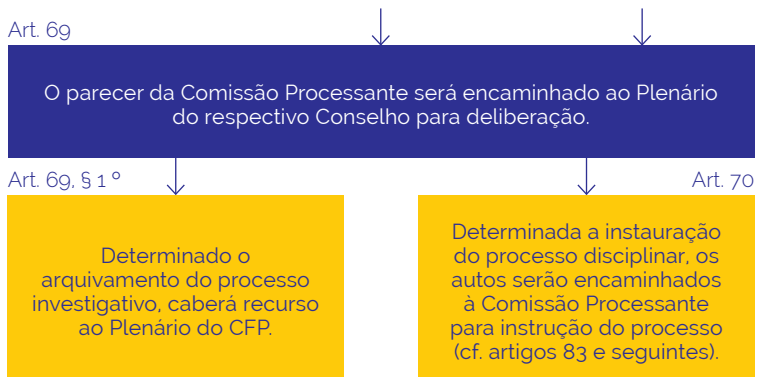 Art. 69
O parecer da Comissão Processante será encaminhado ao Plenário
do respectivo Conselho para deliberação.
Art. 69, § 1 º
Art. 70
Determinado o
arquivamento do processo
investigativo, caberá recurso
ao Plenário do CFP.
Determinada a instauração
do processo disciplinar, os
autos serão encaminhados
à Comissão Processante
para instrução do processo
(cf. artigos 83 e seguintes).